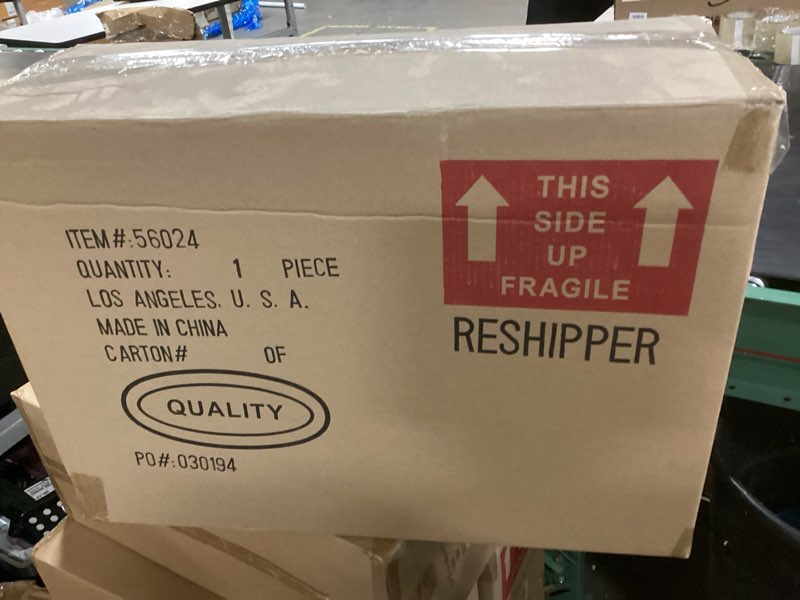 ITEM#:56024
QUANTITY: 1 PIECE
LOS ANGELES. U. S. A.
MADE IN CHINA
CARTON# OF
QUALITY
PO#:030194
THIS
SIDE
UP
FRAGILE
RESHIPPER